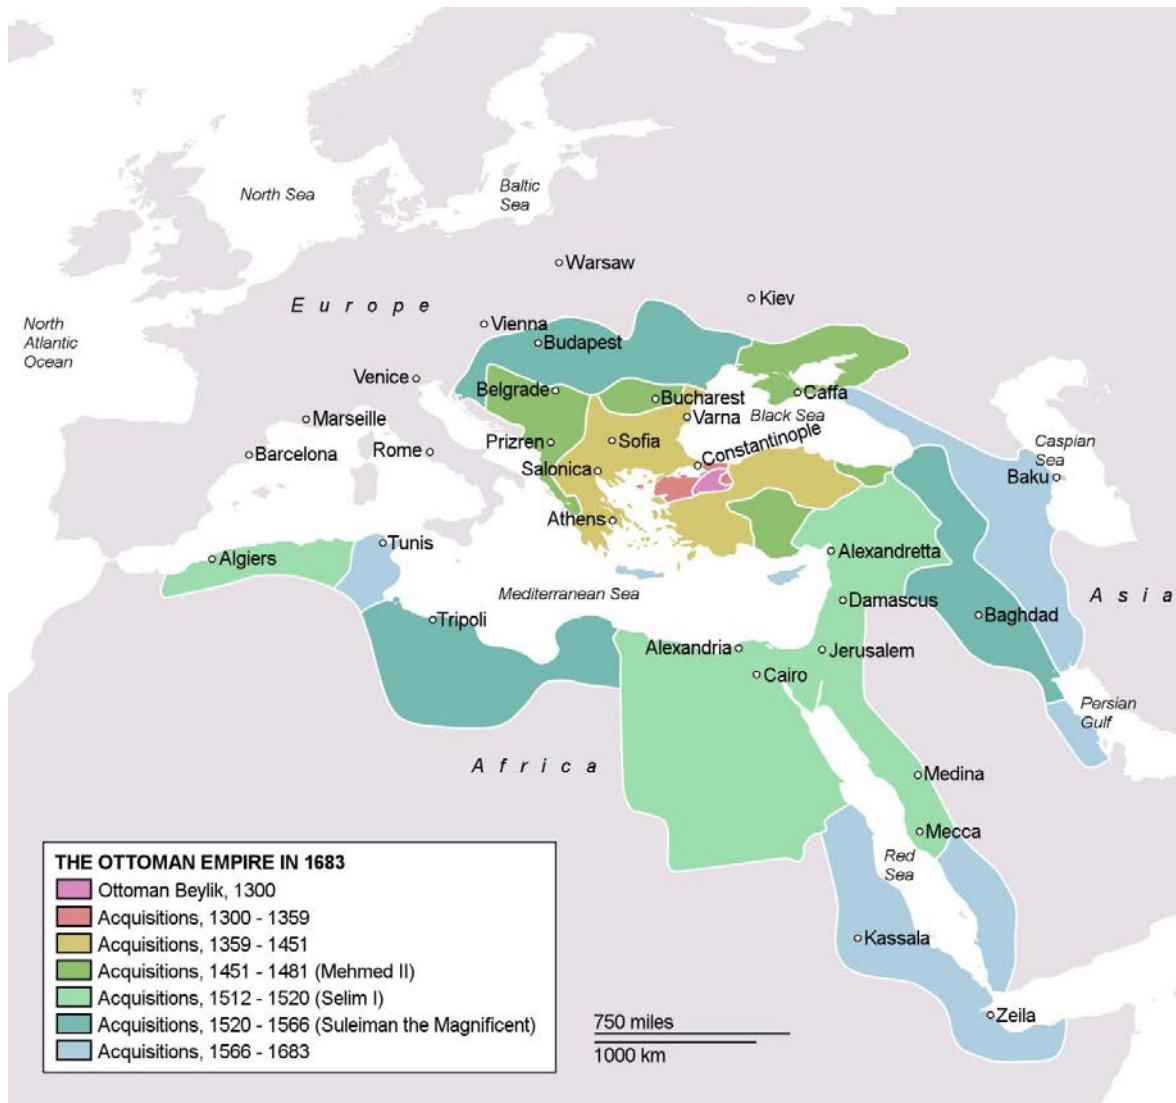 North Sea
Baltic
Sea
Warsaw
Kiev
Europe
North
Atlantic
Ocean
Vienna
Budapest
Venice
Belgrade
Bucharest
Caffa
Varna
Black Sea
Marseille
Constantinople
Prizren
Sofia
Caspian
Sea
Barcelona
Rome
Salonica
Baku
Athens
Tunis
Algiers
Alexandretta
Mediterranean Sea
Asia
Damascus
Tripoli
Baghdad
Alexandria
Jerusalem
Cairo
Persian
Gulf
Africa
Medina
Mecca
Red
Sea
Kassala
Zeila
THE OTTOMAN EMPIRE IN 1683
Ottoman Beylik, 1300
Acquisitions, 1300 - 1359
Acquisitions, 1359 - 1451
Acquisitions, 1451 - 1481 (Mehmed II)
Acquisitions, 1512 - 1520 (Selim I)
Acquisitions, 1520 - 1566 (Suleiman the Magnificent)
Acquisitions, 1566 - 1683
750 miles
1000 km